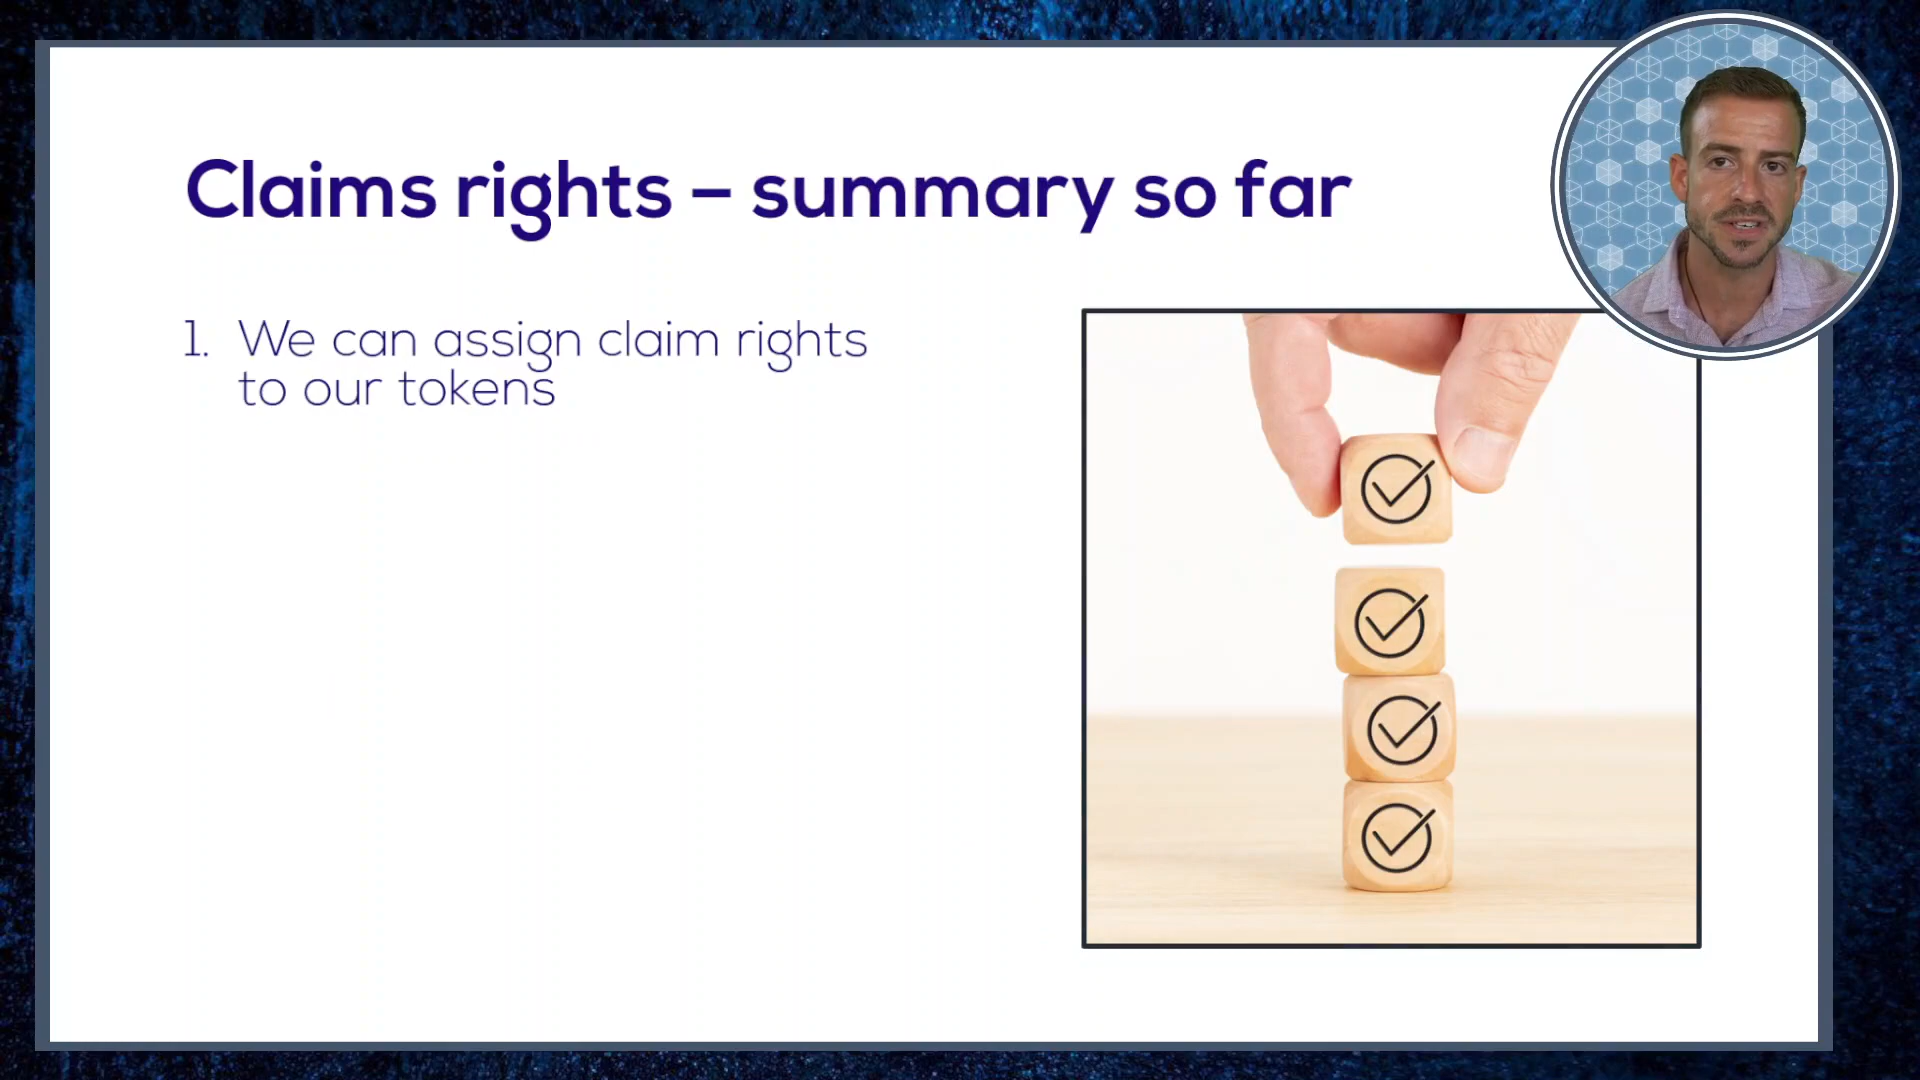 Claims rights – summary so far
1. We can assign claim rights
to our tokens